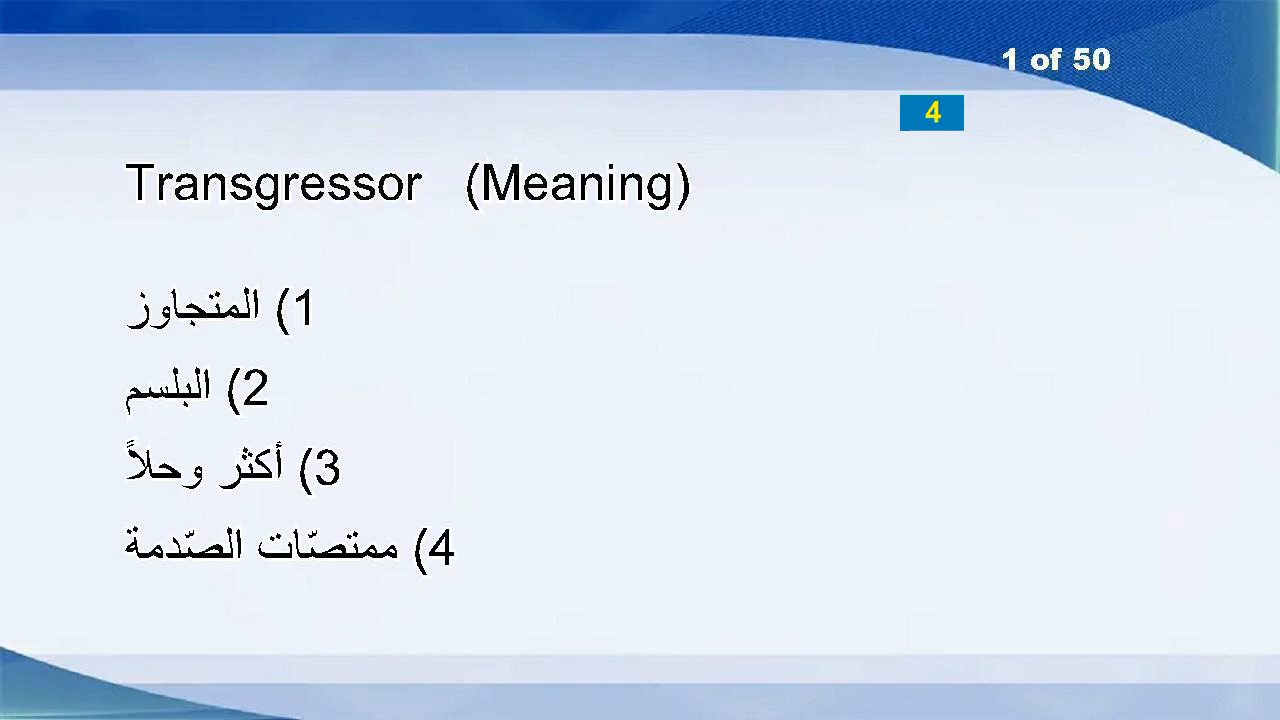 1 of 50
4
Transgressor (Meaning)
1) المتجاوز
2) البلسم
3) أكثر وحلاً
4) ممتصّات الصّدمة